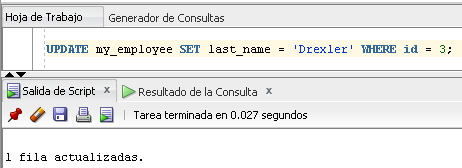 Hoja de Trabajo Generador de Consultas
UPDATE my_employee SET last_name = 'Drexler' WHERE id = 3;
Salida de Script x Resultado de la Consulta x
Tarea terminada en 0.027 segundos
1 fila actualizadas.